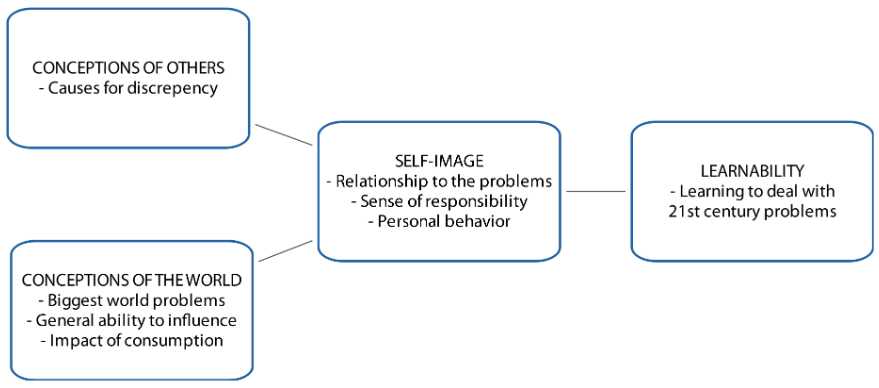 CONCEPTIONS OF OTHERS
- Causes for discrepency
SELF-IMAGE
- Relationship to the problems
- Sense of responsibility
- Personal behavior
LEARNABILITY
- Learning to deal with
21st century problems
CONCEPTIONS OF THE WORLD
- Biggest world problems
- General ability to influence
- Impact of consumption